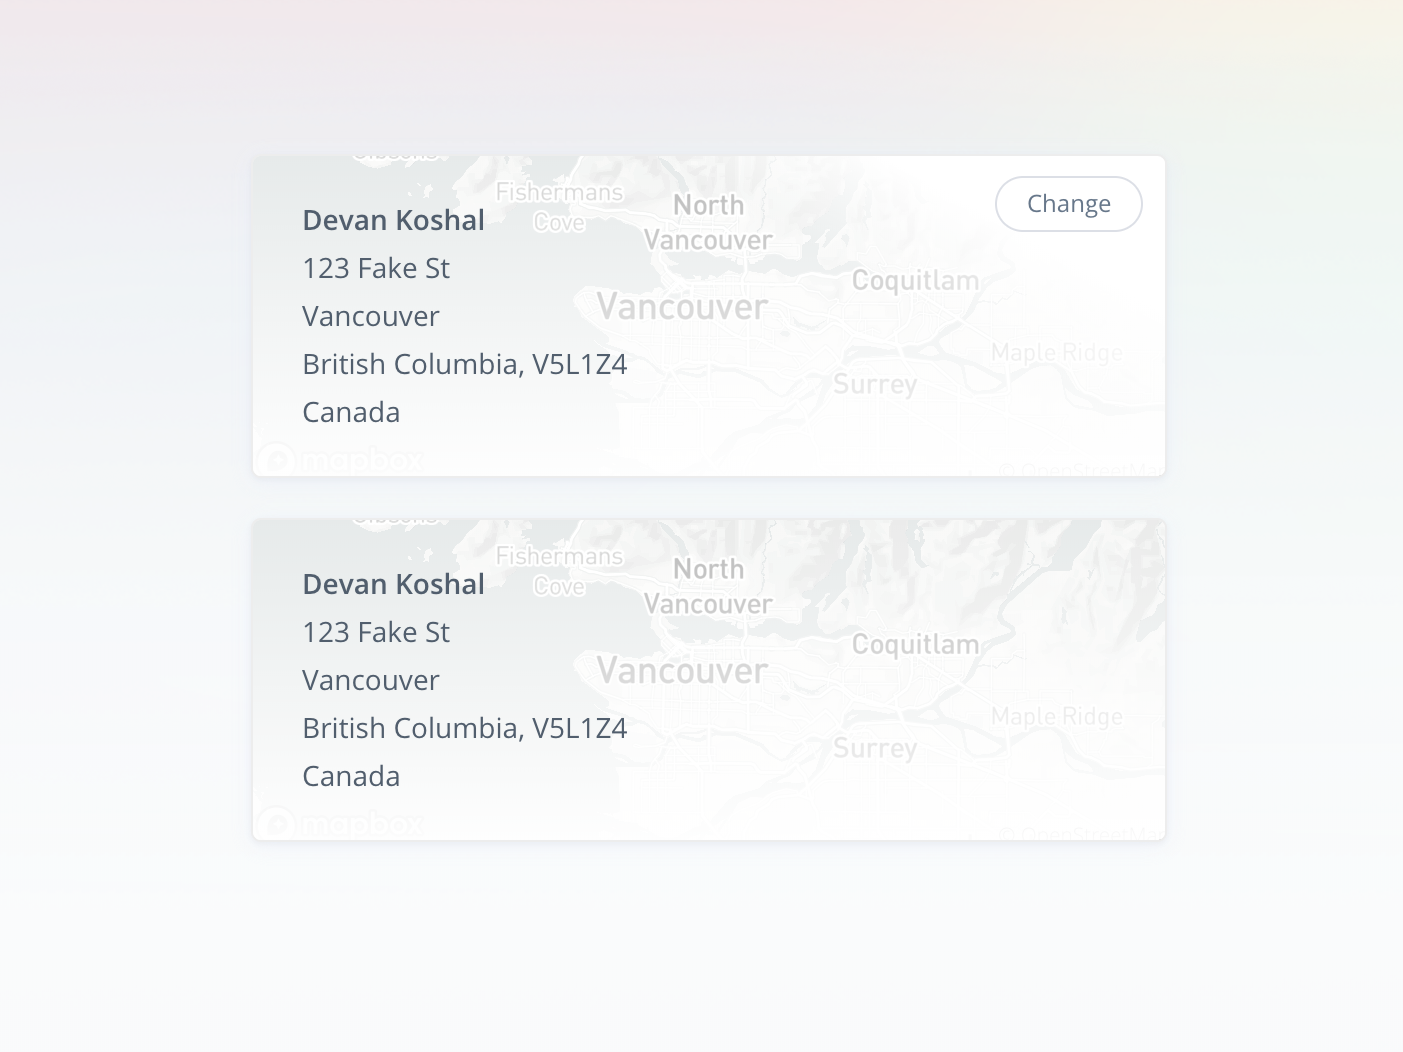 Fishermans
Cove
North
Vancouver
Change
Devan Koshal
123 Fake St
Vancouver
British Columbia, V5L1Z4
Canada
Vancouver
Coquitlam
Maple Ridge
Surrey
mapbox
Fishermans
Cove
North
Vancouver
Devan Koshal
123 Fake St
Vancouver
British Columbia, V5L1Z4
Canada
Vancouver
Coquitlam
Maple Ridge
Surrey
mapbox